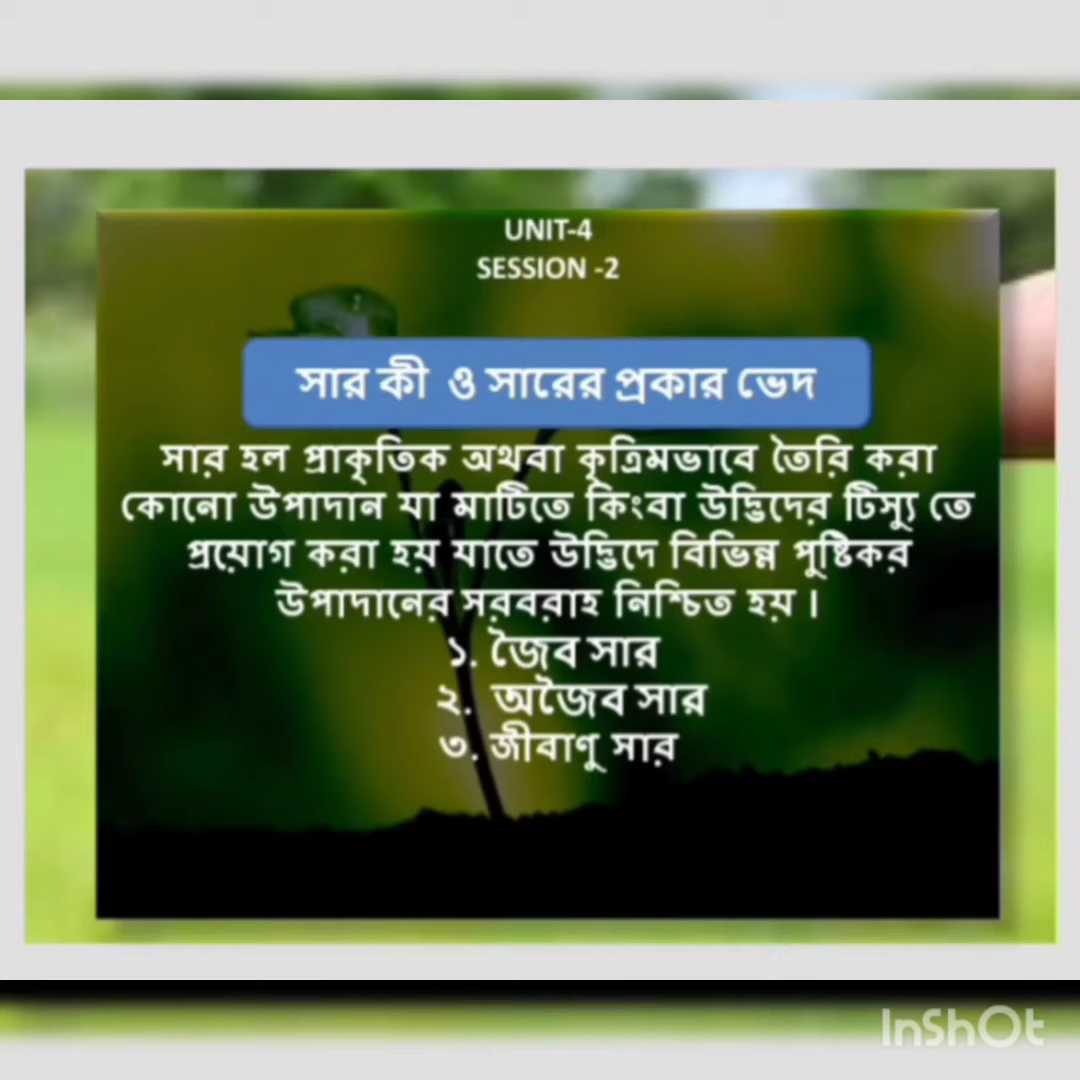 UNIT-4
SESSION -2
সার কী ও সারের প্রকার ভেদ
সার হল প্রাকৃতিক অথবা কৃত্রিমভাবে তৈরি করা
কোনো উপাদান যা মাটিতে কিংবা উদ্ভিদের টিস্যু তে
প্রয়োগ করা হয় যাতে উদ্ভিদে বিভিন্ন পুষ্টিকর
উপাদানের সরবরাহ নিশ্চিত হয় ।
১. জৈব সার
২. অজৈব সার
৩. জীবাণু সার
InShOt